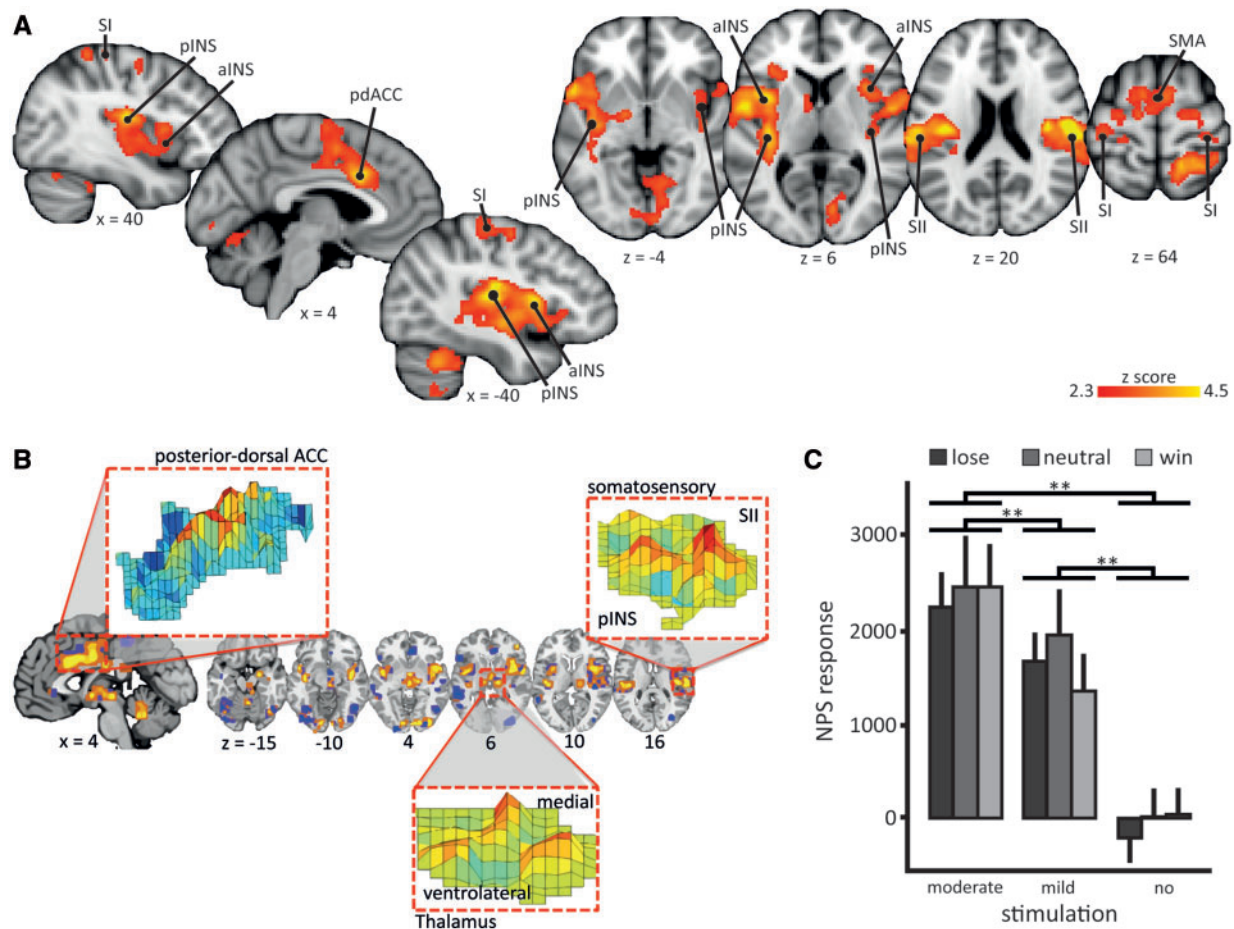 A
SI
pINS
aINS
pdACC
x = 40
x = 4
SI
aINS
pINS
x = -40
aINS
aINS
SMA
pINS
pINS
pINS
SII
SII
SI
SI
z = -4
z = 6
z = 20
z = 64
z score
2.3
4.5
B
posterior-dorsal ACC
somatosensory
SII
pINS
x = 4
z = -15
-10
4
6
10
16
medial
ventrolateral
Thalamus
C
lose
neutral
win
**
**
**
3000
2000
1000
0
NPS response
moderate
mild
no
stimulation